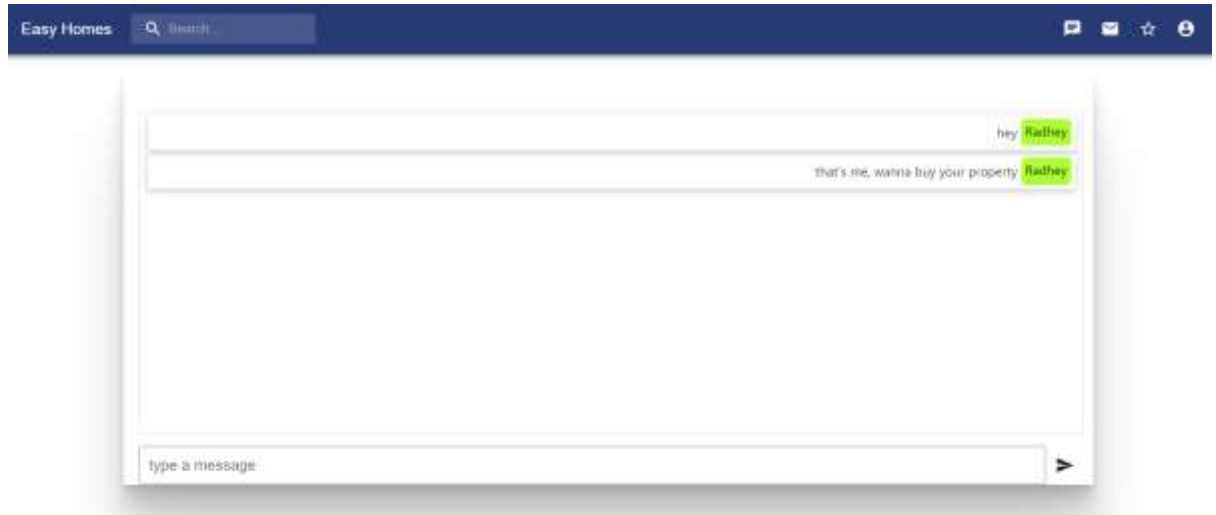 Easy Homes Search...
hey Radhey
that's me, wanna buy your property Radhey
type a message